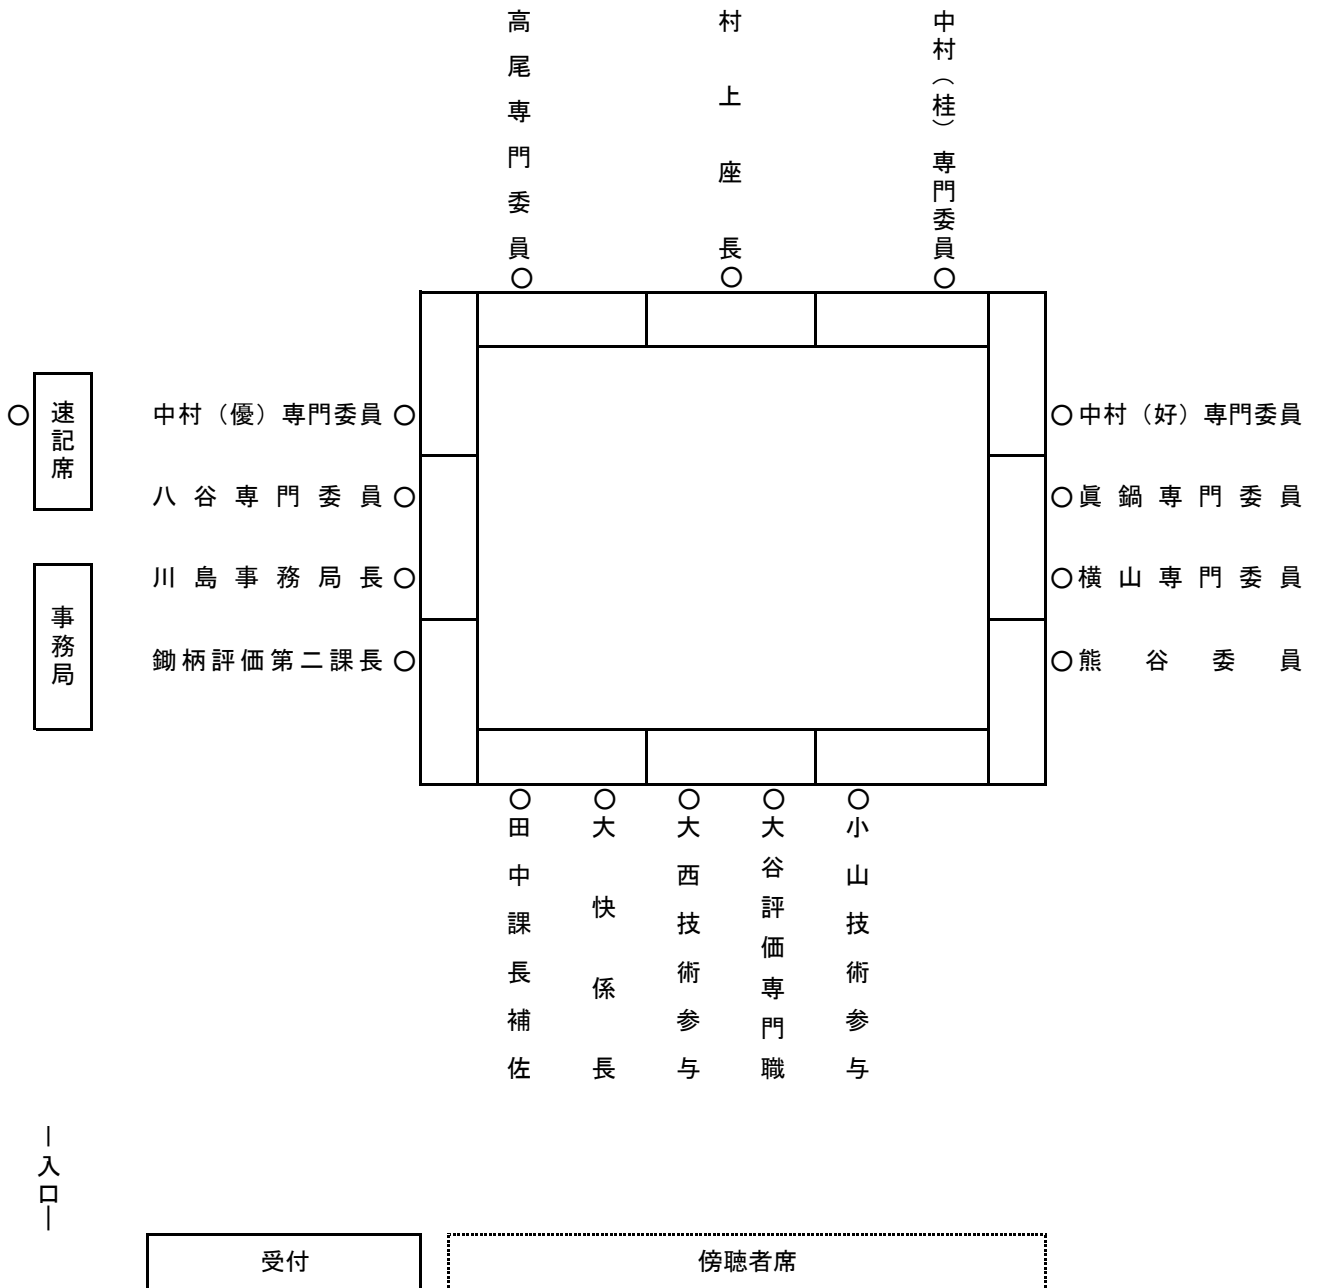 高尾専門委員
村上座長
中村（桂）専門委員
速記席
中村（優）専門委員
中村（好）専門委員
八谷専門委員
眞鍋専門委員
川島事務局長
横山専門委員
事務局
鋤柄評価第二課長
熊谷委員
田中課長補佐
大快係長
大西技術参与
大谷評価専門職
小山技術参与
―入口―
受付
傍聴者席